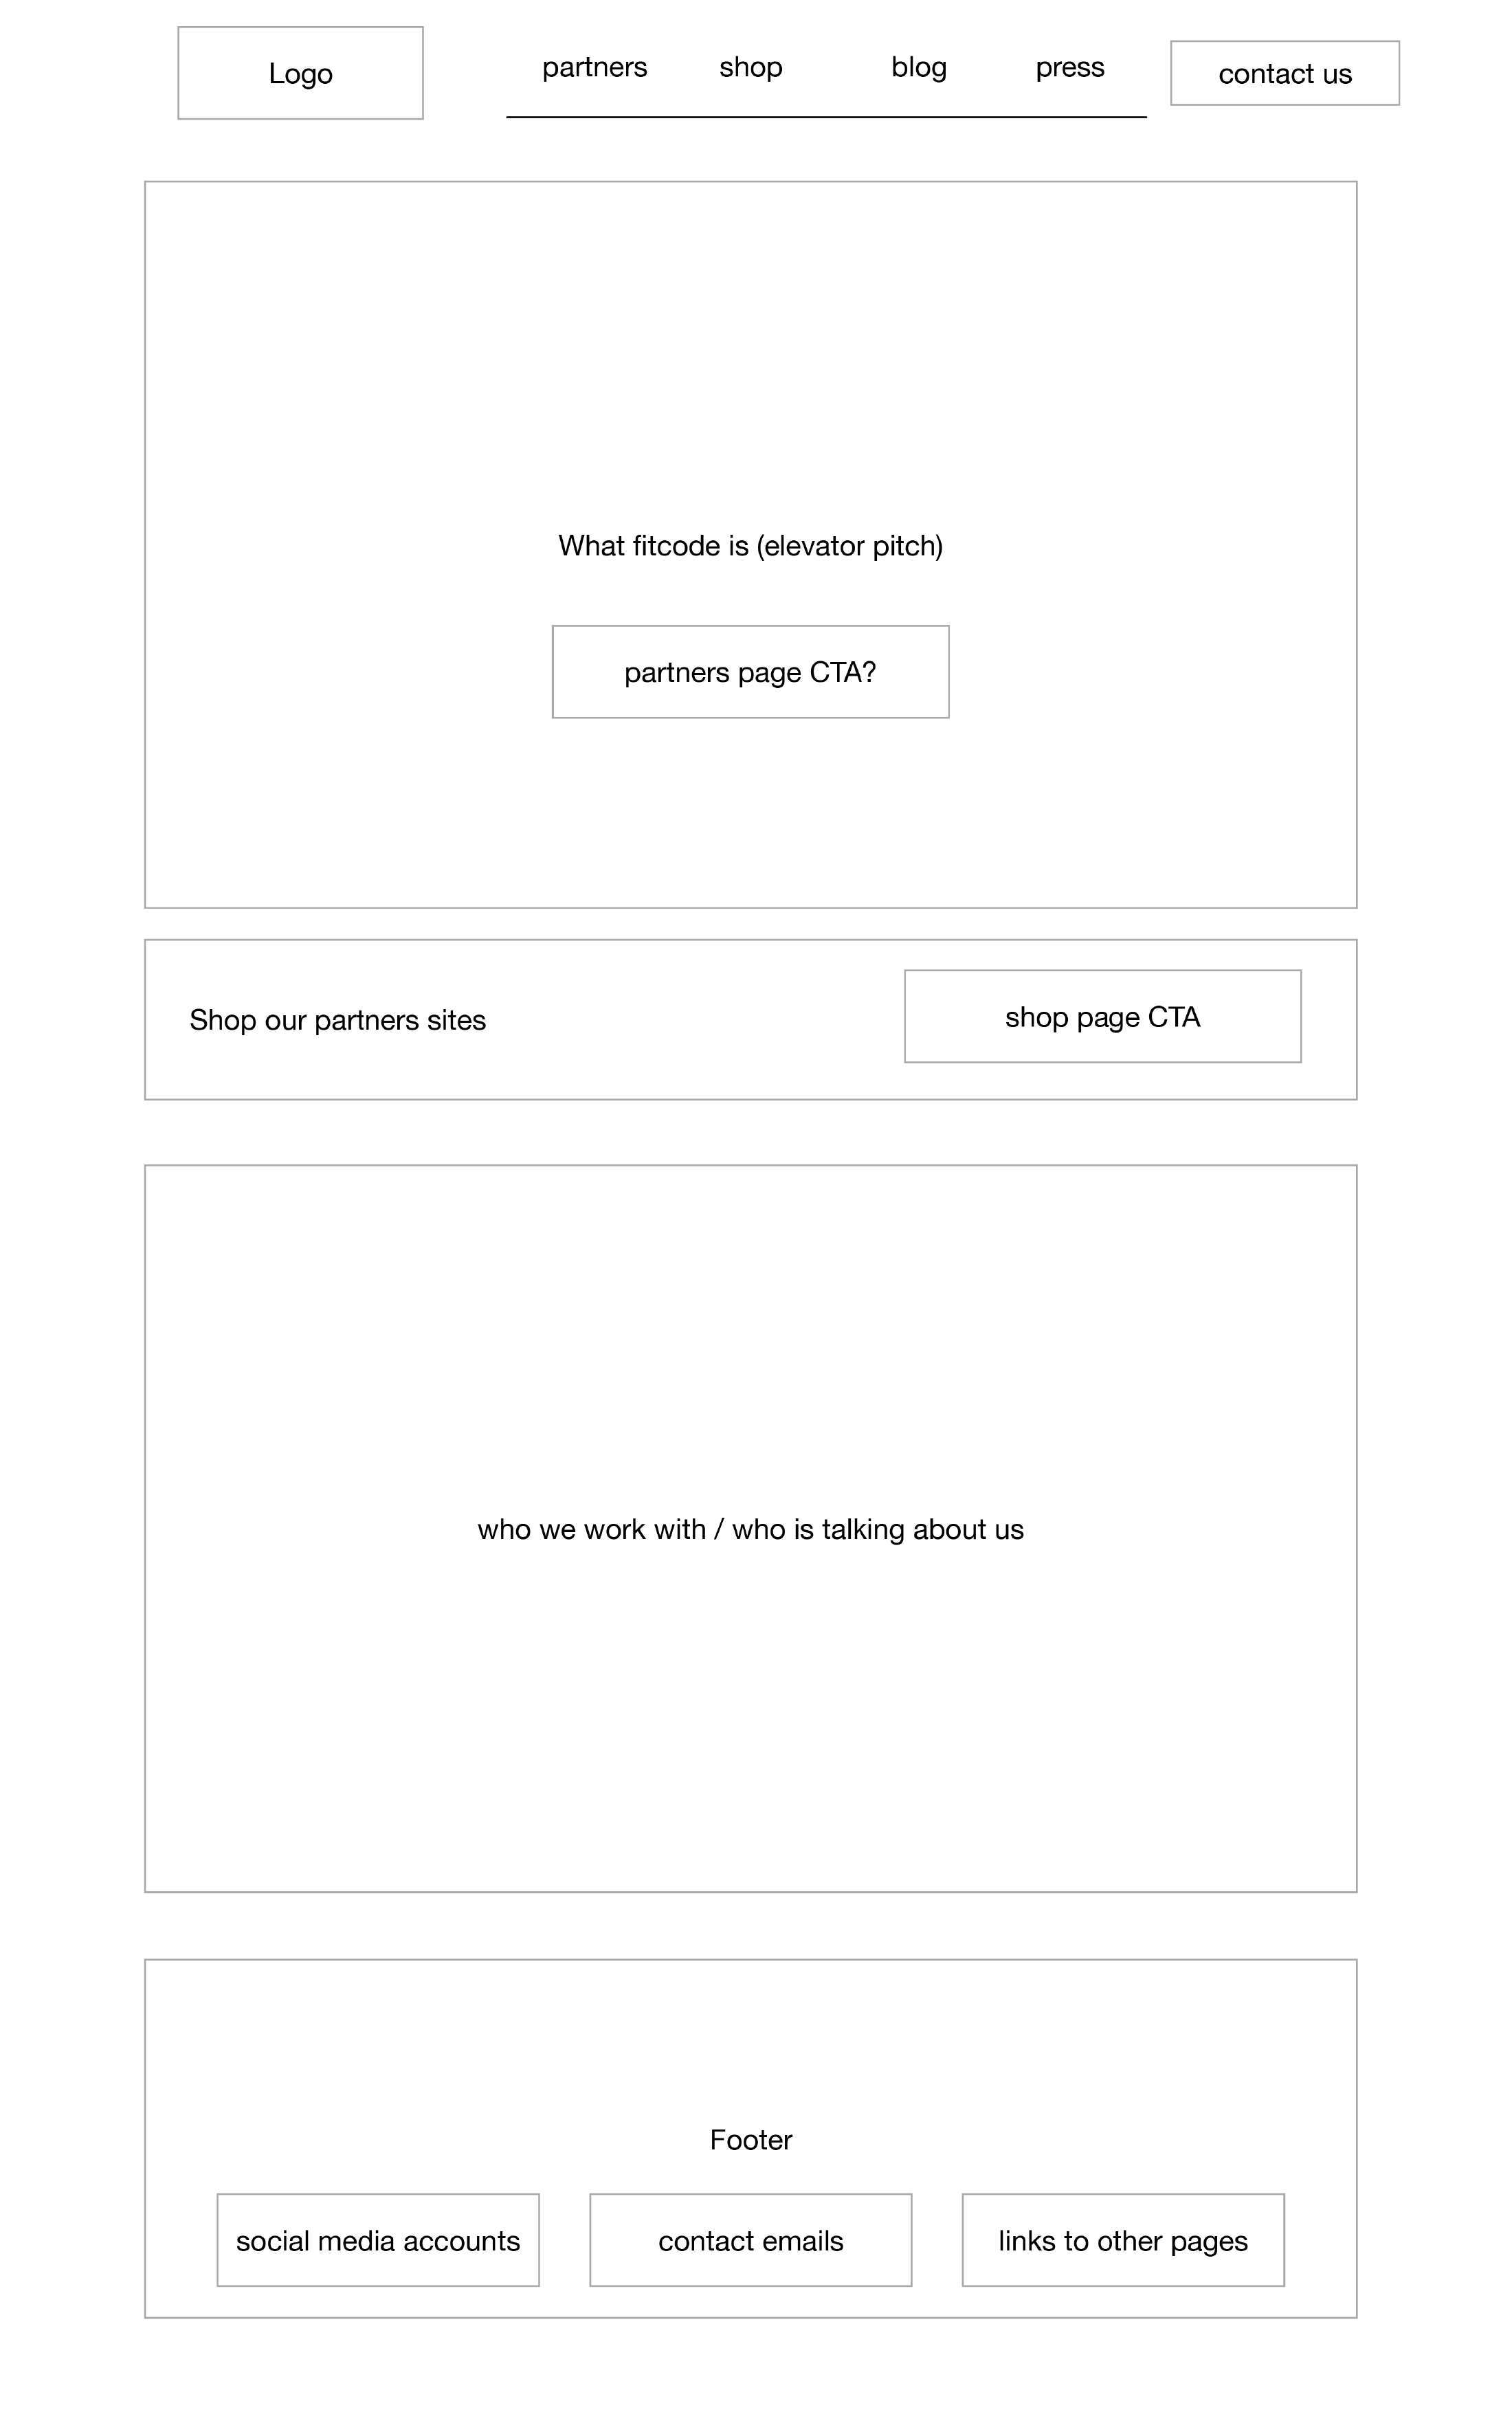 Logo
partners
shop
blog
press
contact us
What fitcode is (elevator pitch)
partners page CTA?
Shop our partners sites
shop page CTA
who we work with / who is talking about us
Footer
social media accounts
contact emails
links to other pages